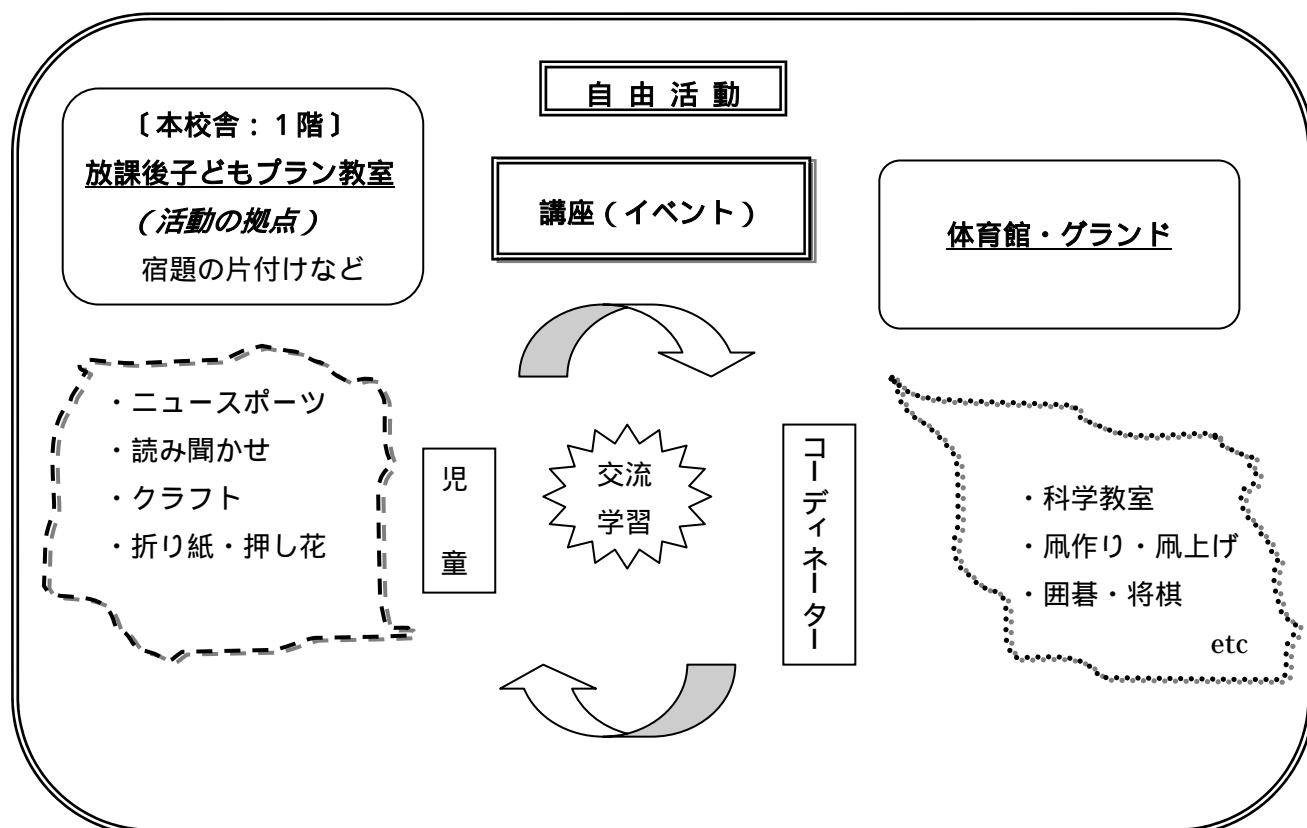 自由活動
〔本校舎：１階〕
放課後子どもプラン教室
（活動の拠点）
宿題の片付けなど
講座（イベント）
体育館・グランド
・ニュースポーツ
・読み聞かせ
・クラフト
・折り紙・押し花
児童
交流
学習
コーディネーター
・科学教室
・凧作り・凧上げ
・囲碁・将棋
etc